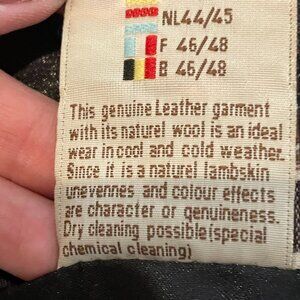 NL44/45
F 46/48
B 46/48
This genuine Leather garment
with its naturel wool is an ideal
wear in cool and cold weather.
Since it is a naturel lambskin
unevennes and colour effects
are character or genuineness.
Dry cleaning possible(special
chemical cleaning)